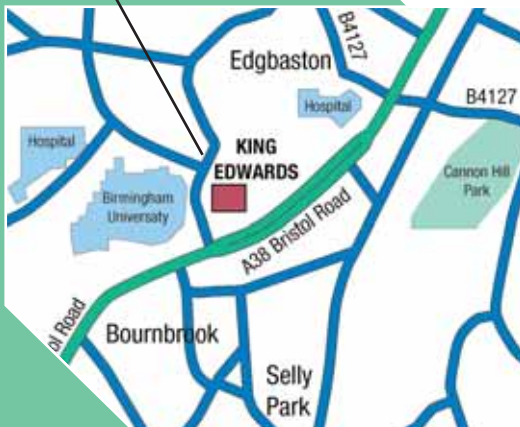 B4127
Edgbaston
B4127
Hospital
Hospital
KING
EDWARDS
Cannon Hill
Park
Birmingham
Universaty
A38 Bristol Road
ol Road
Bournbrook
Selly
Park